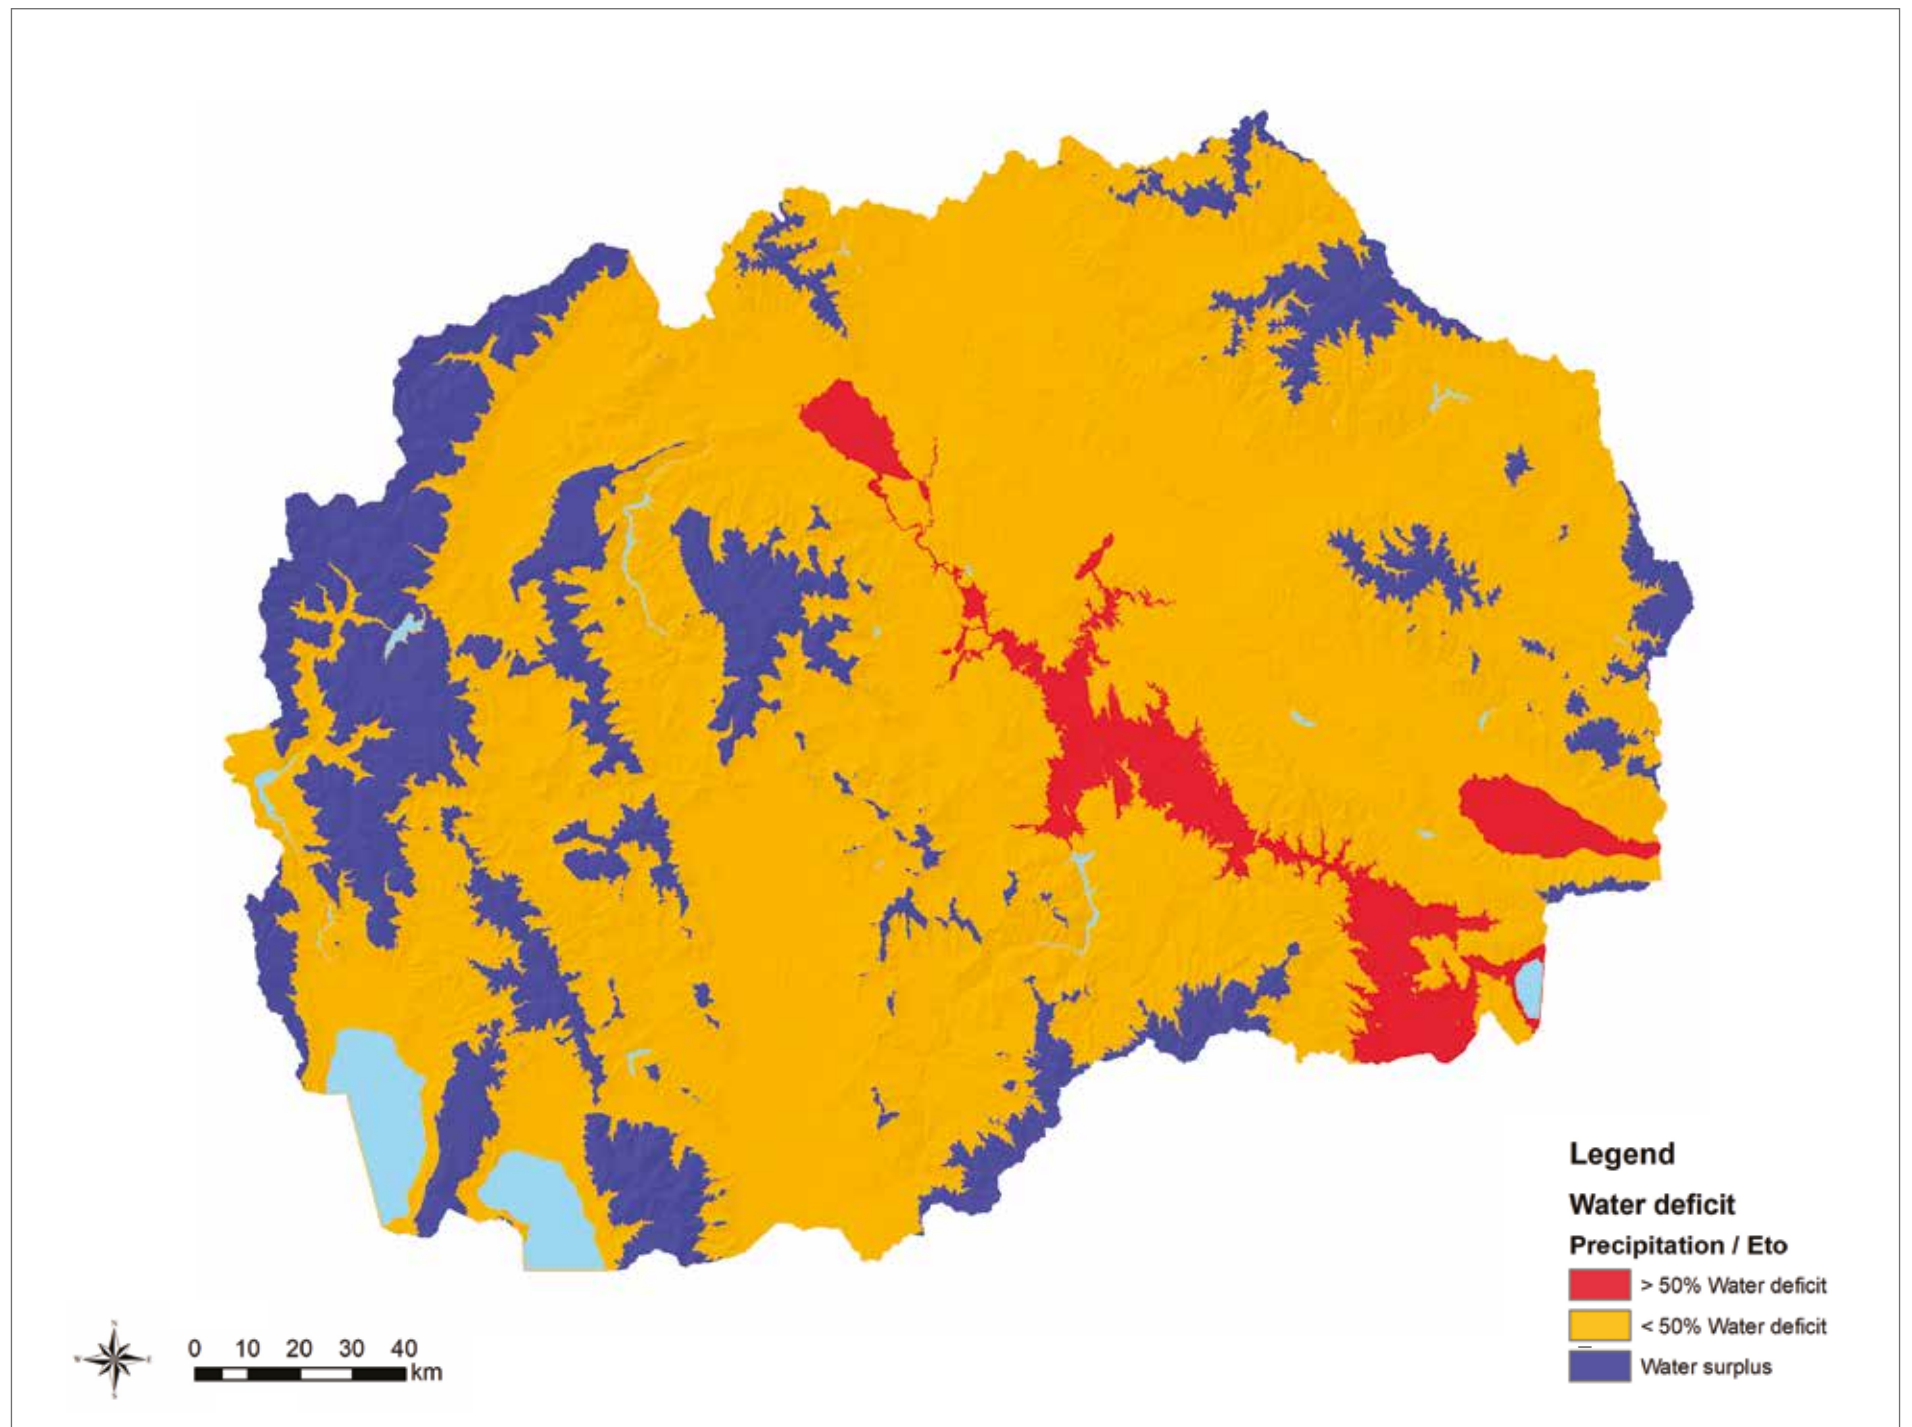 Legend
Water deficit
Precipitation / Eto
> 50% Water deficit
< 50% Water deficit
Water surplus
N
W E
S
0 10 20 30 40
km